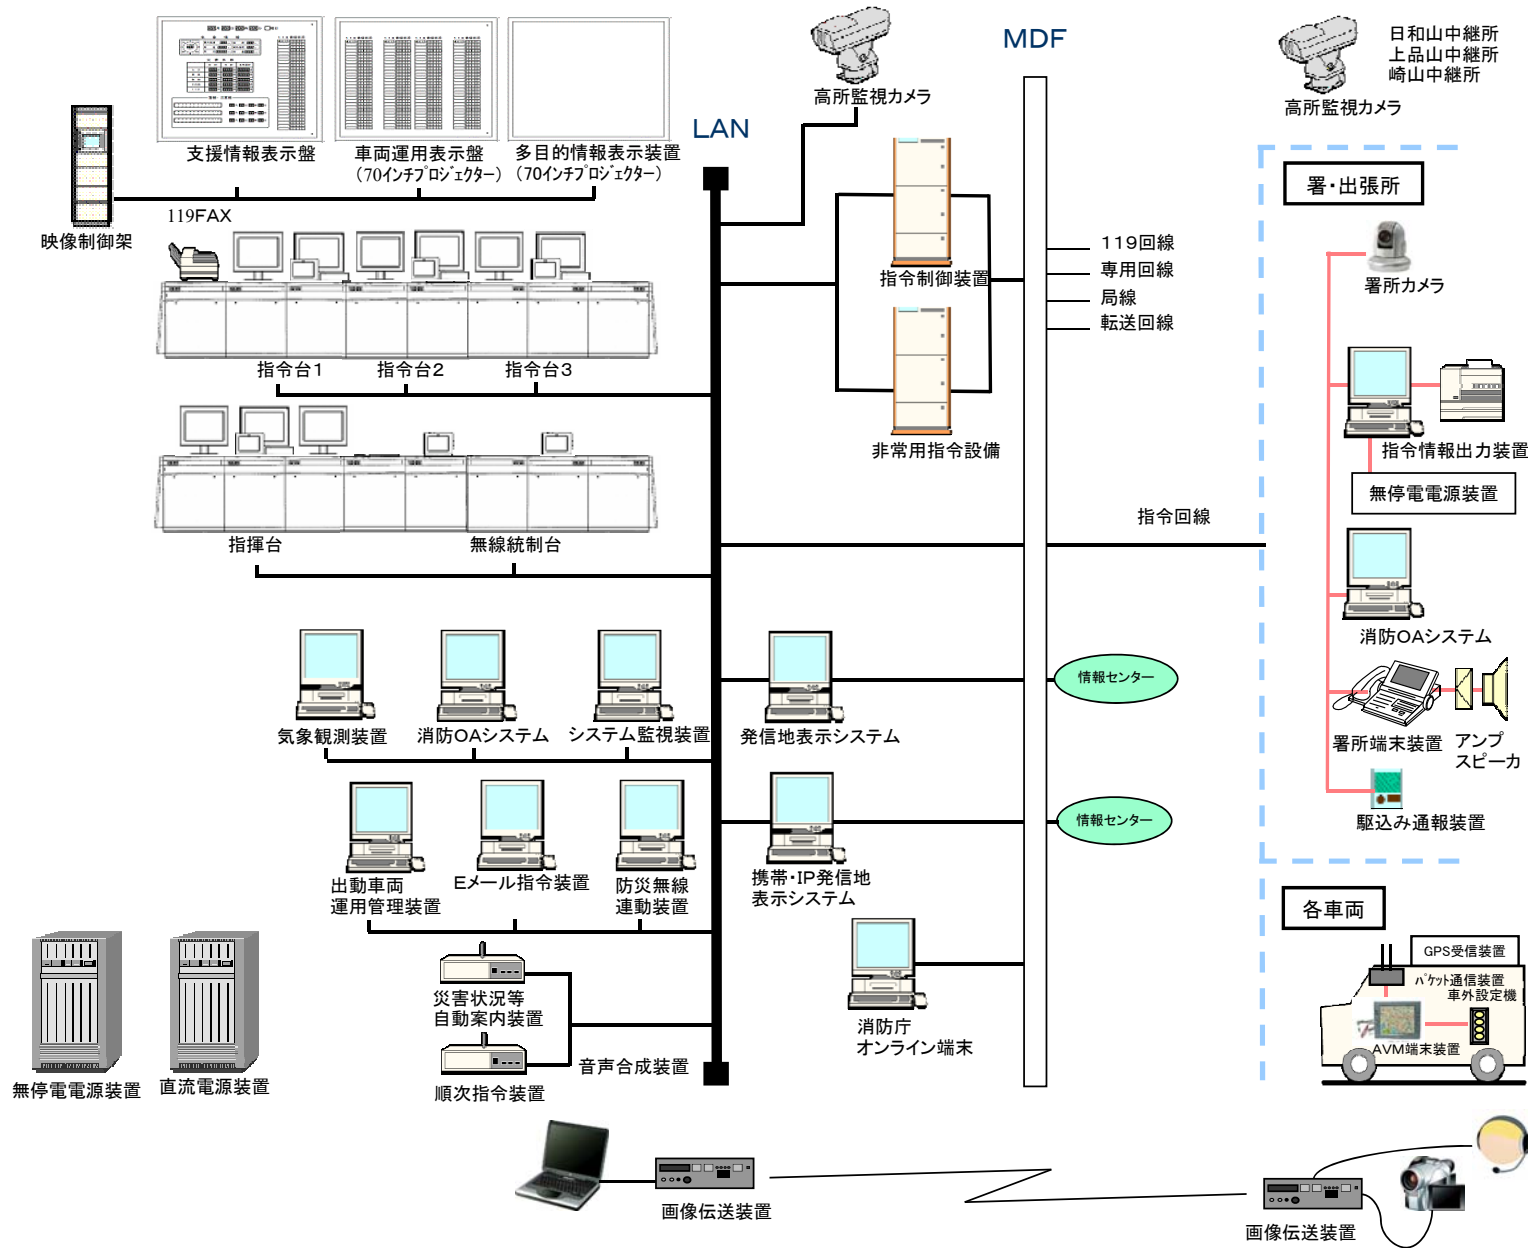 MDF
日和山中継所
上品山中継所
崎山中継所
高所監視カメラ
高所監視カメラ
LAN
支援情報表示盤
車両運用表示盤
(70インチプロジェクター)
多目的情報表示装置
(70インチプロジェクター)
映像制御架
119FAX
署・出張所
119回線
専用回線
局線
転送回線
指令制御装置
署所カメラ
指令台1
指令台2
指令台3
非常用指令設備
指令情報出力装置
無停電電源装置
指令回線
指揮台
無線統制台
消防OAシステム
情報センター
気象観測装置
消防OAシステム
システム監視装置
発信地表示システム
署所端末装置
アンプ
スピーカ
情報センター
駆込み通報装置
出動車両
運用管理装置
Eメール指令装置
防災無線
連動装置
携帯・IP発信地
表示システム
各車両
GPS受信装置
パケット通信装置
車外設定機
AVM端末装置
災害状況等
自動案内装置
消防庁
オンライン端末
音声合成装置
順次指令装置
無停電電源装置
直流電源装置
画像伝送装置
画像伝送装置